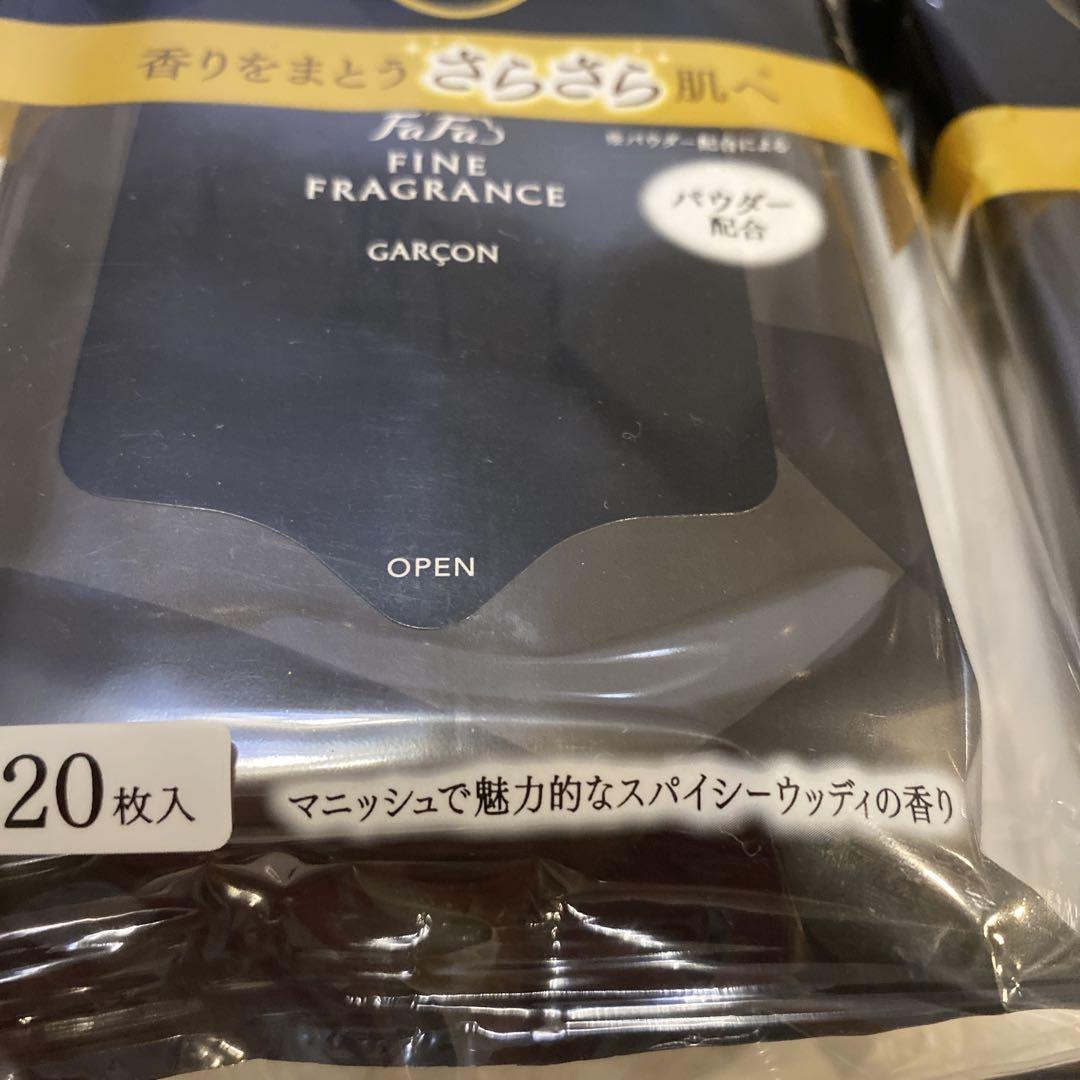 香りをまとう さらさら 肌へ
※パウダー配合による
FaFa
FINE
FRAGRANCE
パウダー
配合
GARÇON
OPEN
20枚入
マニッシュで魅力的なスパイシーウッディの香り